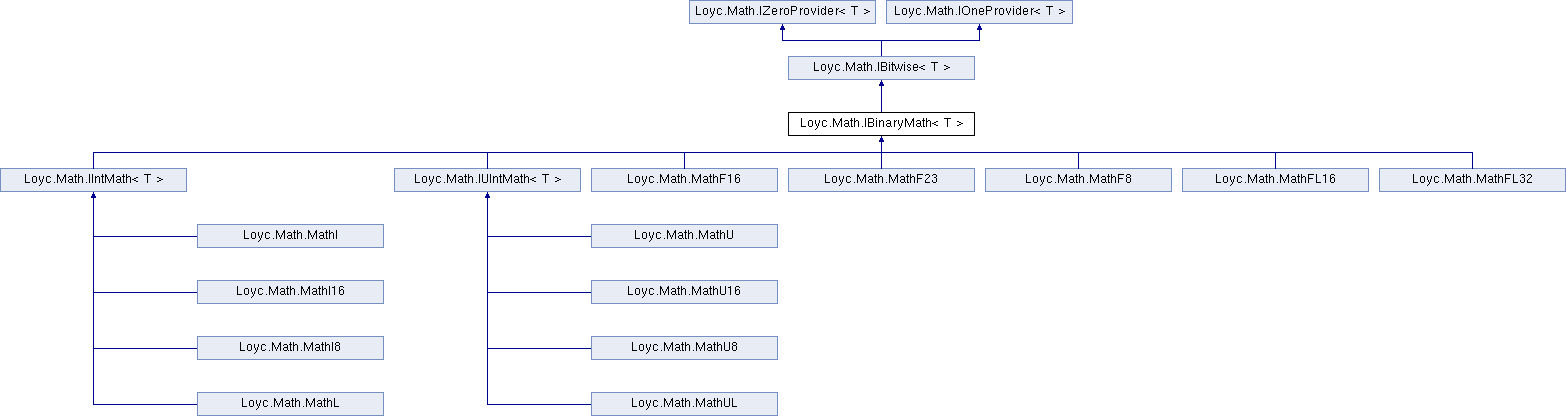 Loyc.Math.IZeroProvider< T >
Loyc.Math.IOneProvider< T >
Loyc.Math.IBitwise< T >
Loyc.Math.IBinaryMath< T >
Loyc.Math.IIntMath< T >
Loyc.Math.IUIntMath< T >
Loyc.Math.MathF16
Loyc.Math.MathF23
Loyc.Math.MathF8
Loyc.Math.MathFL16
Loyc.Math.MathFL32
Loyc.Math.MathI
Loyc.Math.MathU
Loyc.Math.MathI16
Loyc.Math.MathU16
Loyc.Math.MathI8
Loyc.Math.MathU8
Loyc.Math.MathL
Loyc.Math.MathUL